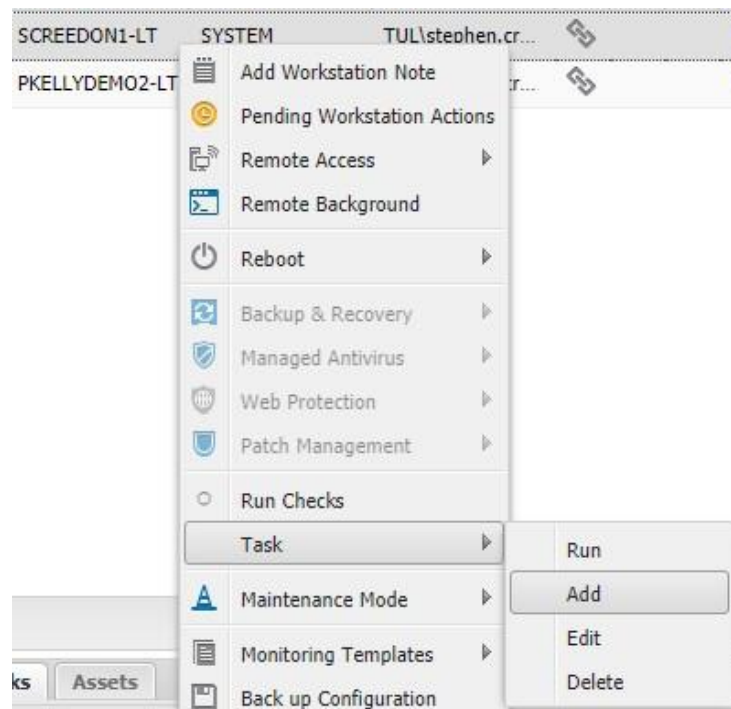 SCREEDON1-LT SYSTEM TUL\stephen.cr...
PKELLYDEMO2-LT cr...
Add Workstation Note
Pending Workstation Actions
Remote Access
Remote Background
Reboot
Backup & Recovery
Managed Antivirus
Web Protection
Patch Management
Run Checks
Task
Run
Add
Maintenance Mode
Edit
Monitoring Templates
Delete
ks Assets
Back up Configuration